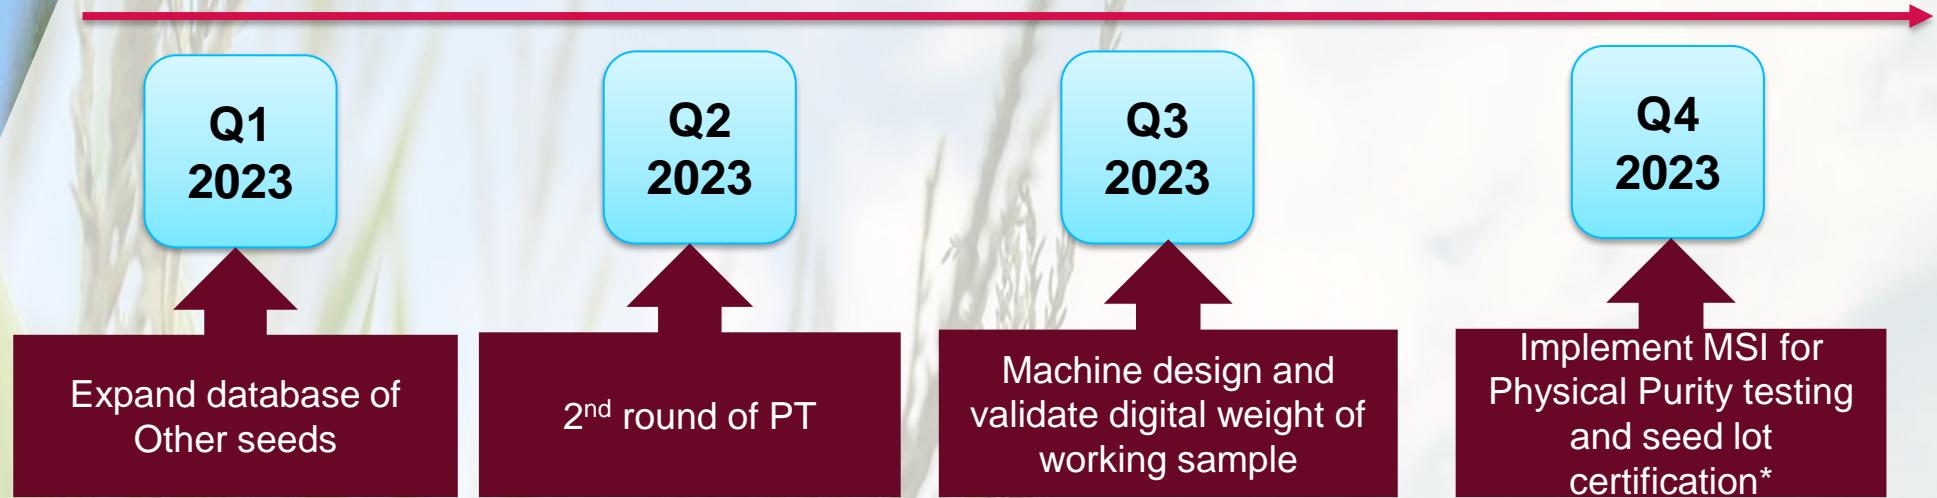 Q1
2023
Q2
2023
Q3
2023
Q4
2023
Expand database of
Other seeds
2nd round of PT
Machine design and
validate digital weight of
working sample
Implement MSI for
Physical Purity testing
and seed lot
certification*